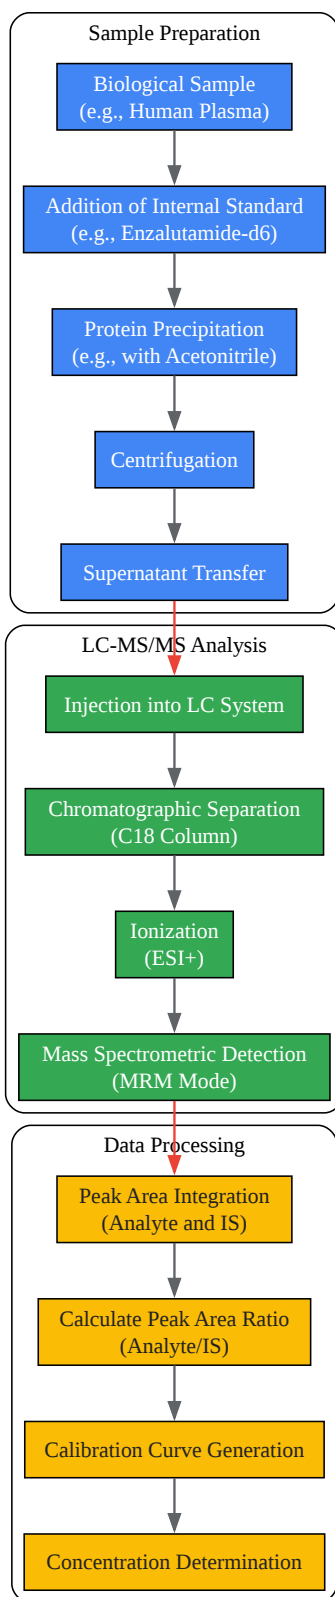 Sample Preparation
Biological Sample
(e.g., Human Plasma)
Addition of Internal Standard
(e.g., Enzalutamide-d6)
Protein Precipitation
(e.g., with Acetonitrile)
Centrifugation
Supernatant Transfer
LC-MS/MS Analysis
Injection into LC System
Chromatographic Separation
(C18 Column)
Ionization
(ESI+)
Mass Spectrometric Detection
(MRM Mode)
Data Processing
Peak Area Integration
(Analyte and IS)
Calculate Peak Area Ratio
(Analyte/IS)
Calibration Curve Generation
Concentration Determination